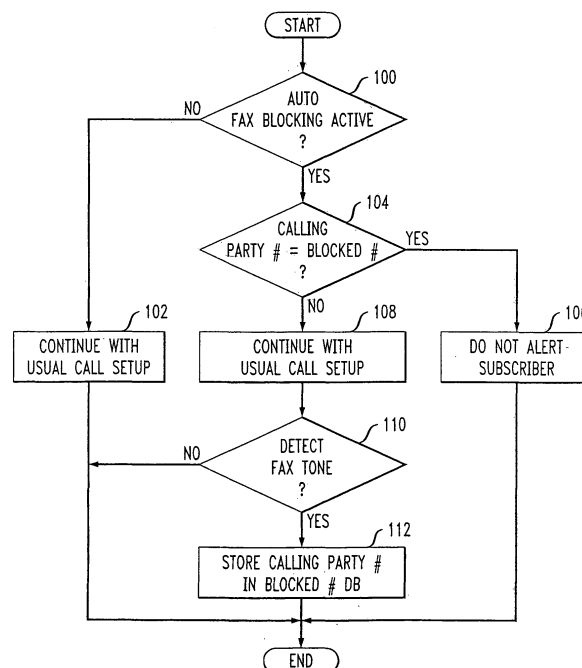 START
100
AUTO
FAX BLOCKING ACTIVE
?
NO
YES
104
CALLING
PARTY # = BLOCKED #
?
YES
NO
102
CONTINUE WITH
USUAL CALL SETUP
108
CONTINUE WITH
USUAL CALL SETUP
106
DO NOT ALERT
SUBSCRIBER
110
DETECT
FAX TONE
?
NO
YES
112
STORE CALLING PARTY #
IN BLOCKED # DB
END